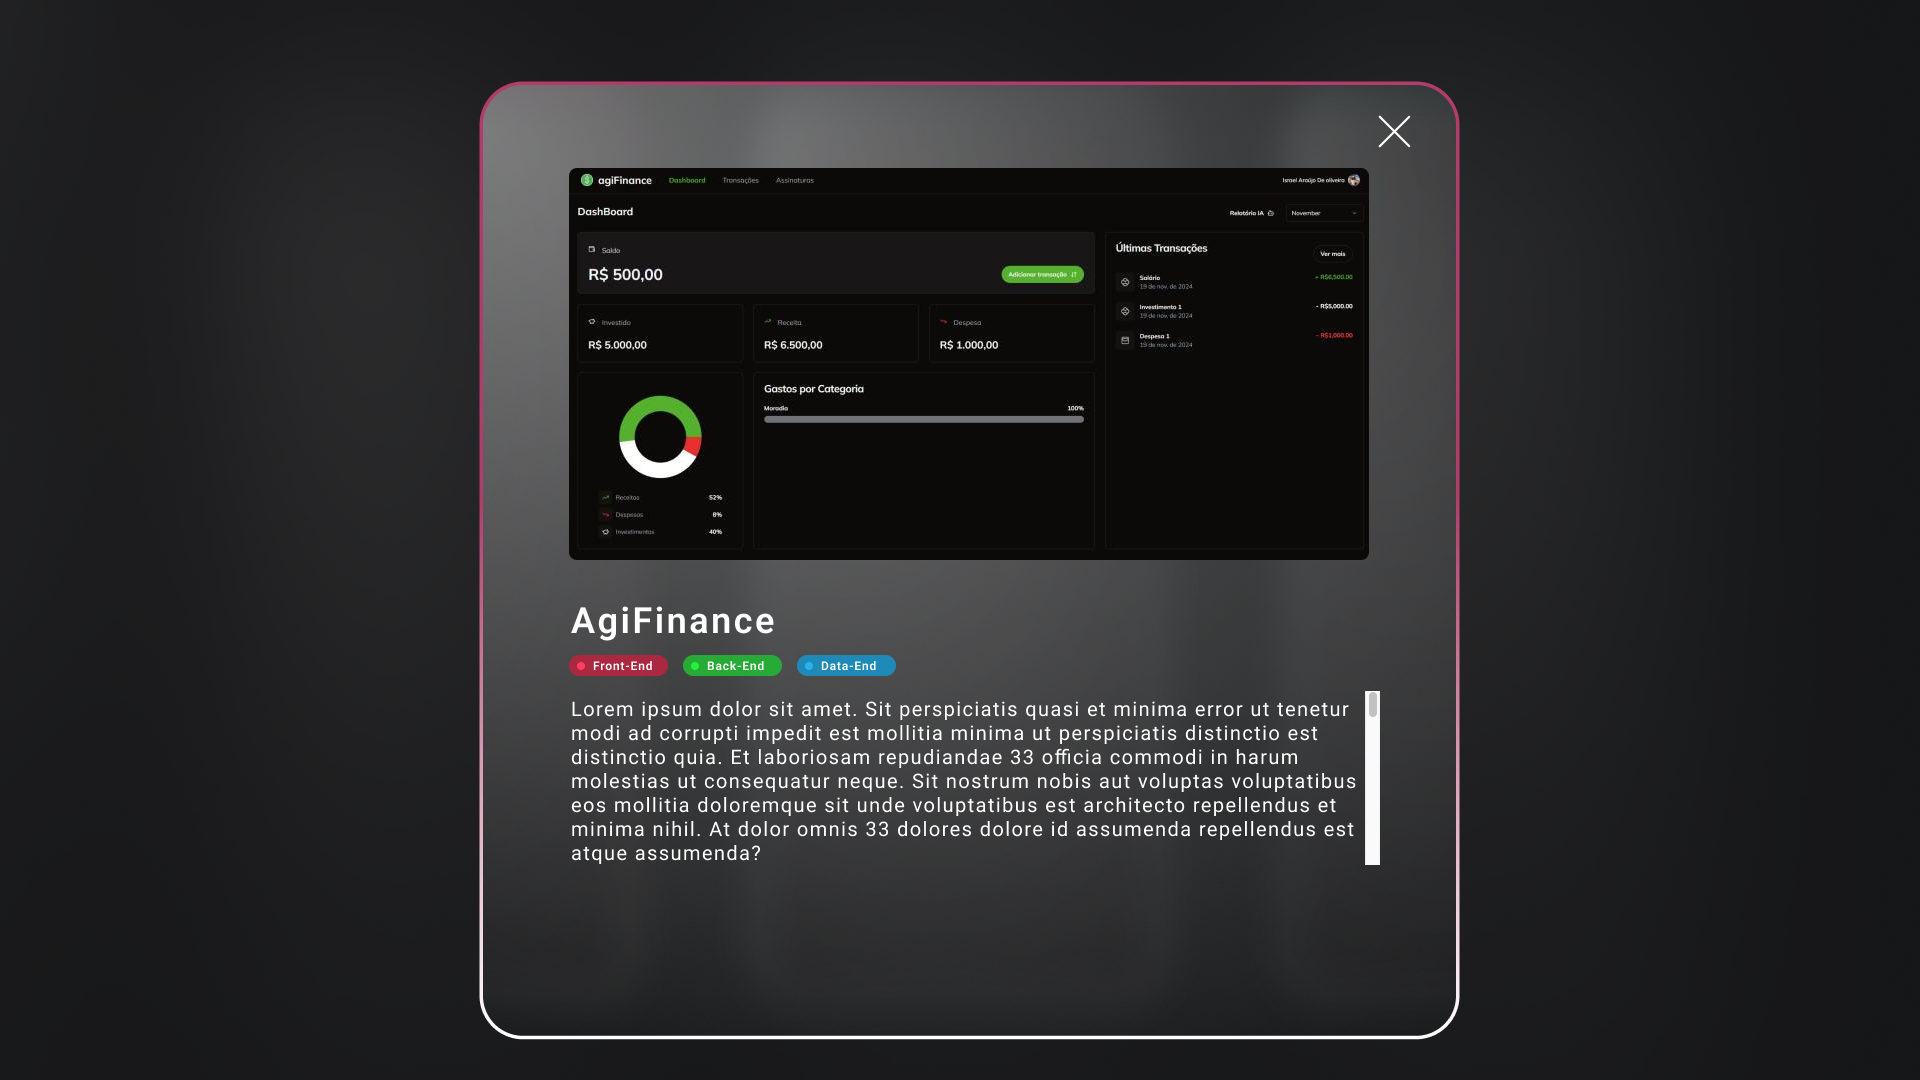 agiFinance Dashboard Transações Assinaturas Israel Araújo De oliveira
DashBoard
Relatório IA November
Saldo
R$ 500,00
Adicionar transação
Investido
R$ 5.000,00
Receita
R$ 6.500,00
Despesa
R$ 1.000,00
Receitas 52%
Despesas 8%
Investimentos 40%
Gastos por Categoria
Moradia 100%
Últimas Transações
Ver mais
Salário
19 de nov. de 2024
+ R$6,500.00
Investimento 1
19 de nov. de 2024
- R$5,000.00
Despesa 1
19 de nov. de 2024
- R$1,000.00
AgiFinance
Front-End Back-End Data-End
Lorem ipsum dolor sit amet. Sit perspiciatis quasi et minima error ut tenetur
modi ad corrupti impedit est mollitia minima ut perspiciatis distinctio est
distinctio quia. Et laboriosam repudiandae 33 officia commodi in harum
molestias ut consequatur neque. Sit nostrum nobis aut voluptas voluptatibus
eos mollitia doloremque sit unde voluptatibus est architecto repellendus et
minima nihil. At dolor omnis 33 dolores dolore id assumenda repellendus est
atque assumenda?